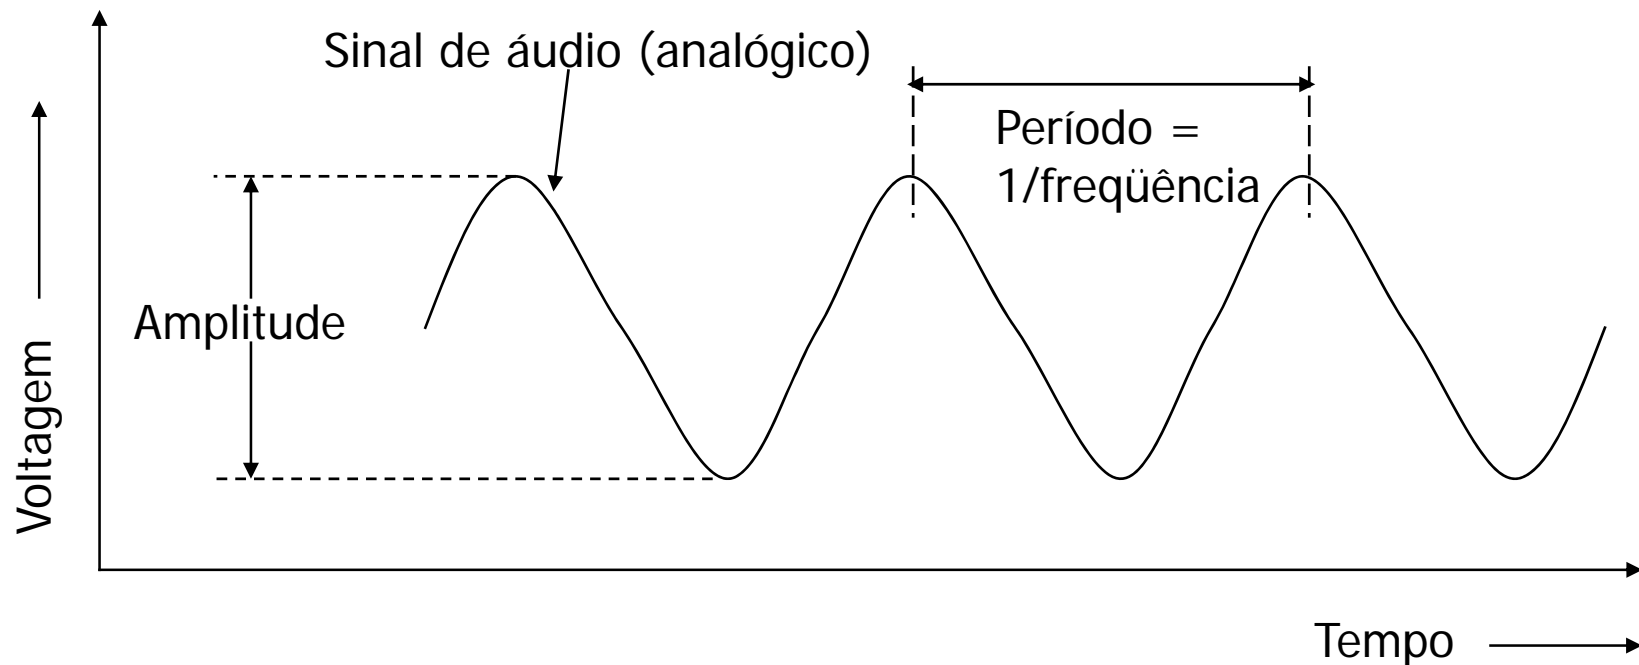 Sinal de áudio (analógico)
Período =
1/freqüência
Amplitude
Voltagem
Tempo